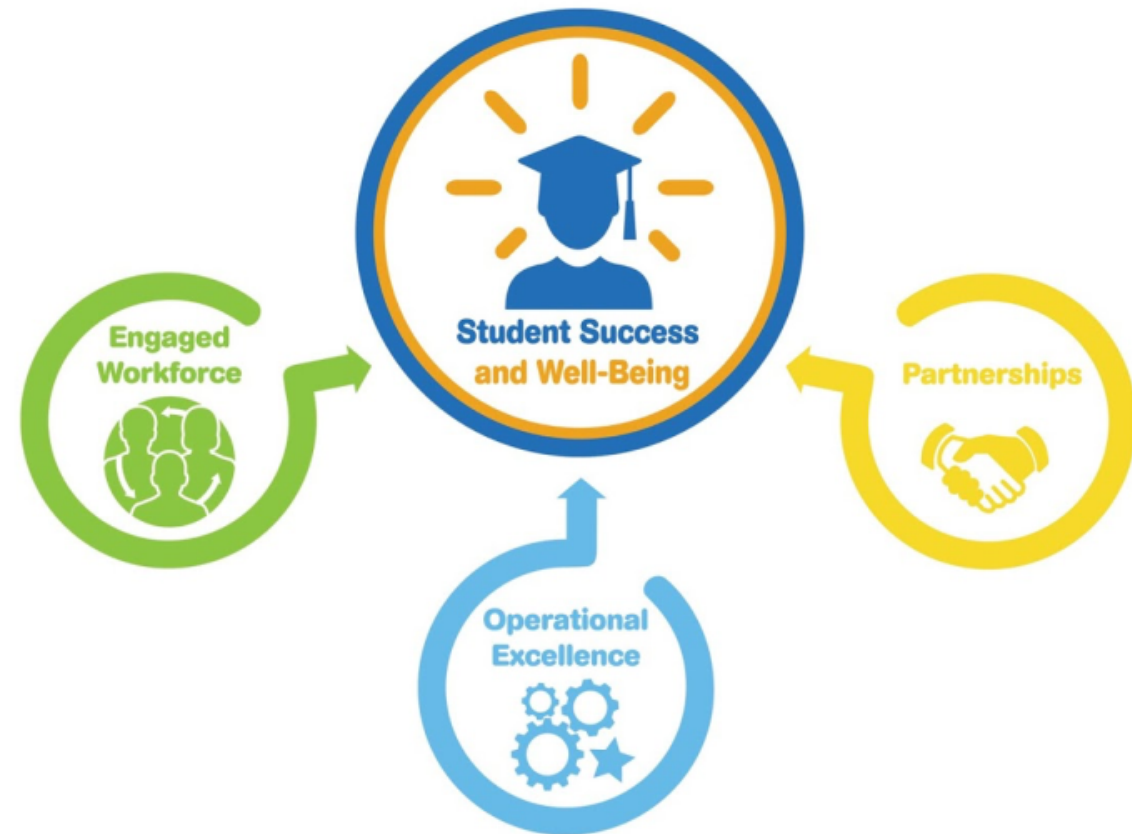 Student Success
and Well-Being
Engaged
Workforce
Partnerships
Operational
Excellence